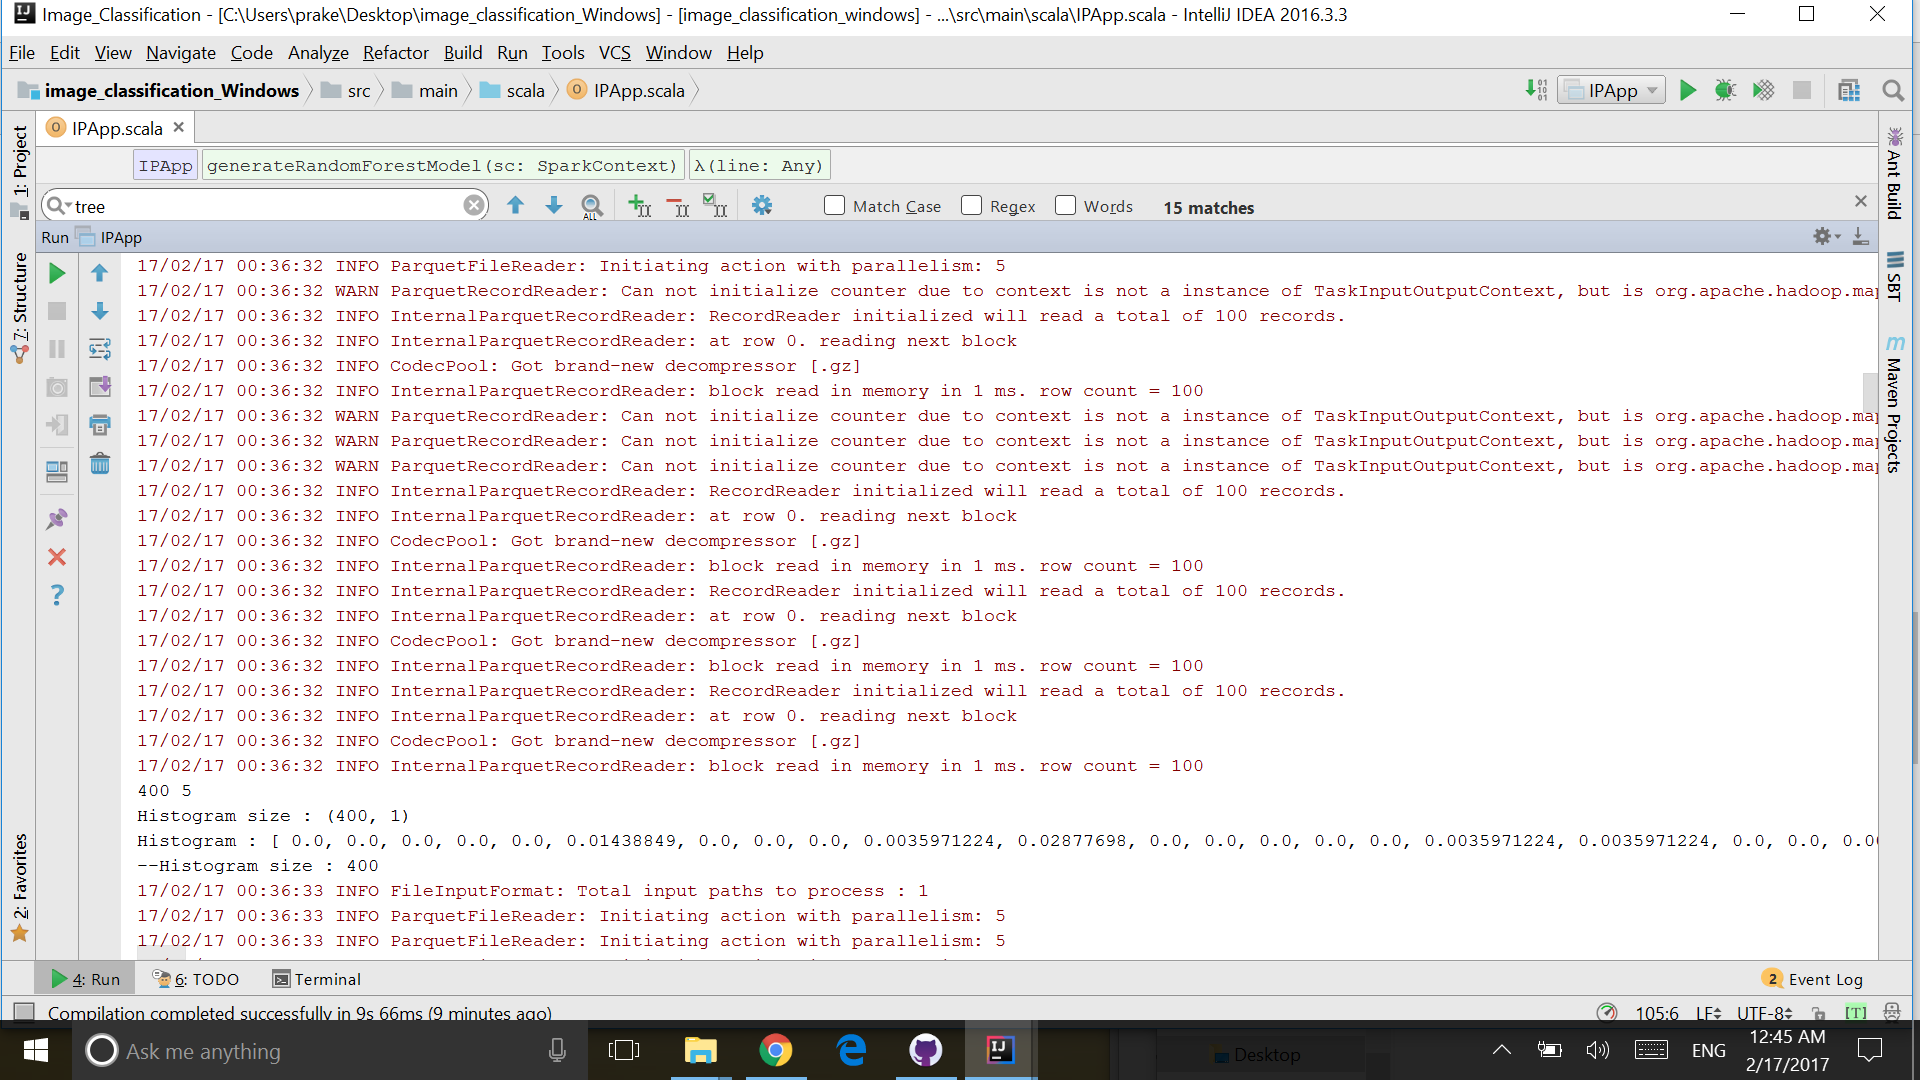 Image_Classification - [C:\Users\prake\Desktop\image_classification_Windows] - [image_classification_windows] - ...\src\main\scala\IPApp.scala - IntelliJ IDEA 2016.3.3
File Edit View Navigate Code Analyze Refactor Build Run Tools VCS Window Help
image_classification_Windows src main scala IPApp.scala IPApp
IPApp.scala
IPApp generateRandomForestModel(sc: SparkContext) λ(line: Any)
tree Match Case Regex Words 15 matches
Run IPApp
1: Project
7: Structure
2: Favorites
Ant Build
SBT
Maven Projects
17/02/17 00:36:32 INFO ParquetFileReader: Initiating action with parallelism: 5
17/02/17 00:36:32 WARN ParquetRecordReader: Can not initialize counter due to context is not a instance of TaskInputOutputContext, but is org.apache.hadoop.map
17/02/17 00:36:32 INFO InternalParquetRecordReader: RecordReader initialized will read a total of 100 records.
17/02/17 00:36:32 INFO InternalParquetRecordReader: at row 0. reading next block
17/02/17 00:36:32 INFO CodecPool: Got brand-new decompressor [.gz]
17/02/17 00:36:32 INFO InternalParquetRecordReader: block read in memory in 1 ms. row count = 100
17/02/17 00:36:32 WARN ParquetRecordReader: Can not initialize counter due to context is not a instance of TaskInputOutputContext, but is org.apache.hadoop.map
17/02/17 00:36:32 WARN ParquetRecordReader: Can not initialize counter due to context is not a instance of TaskInputOutputContext, but is org.apache.hadoop.map
17/02/17 00:36:32 WARN ParquetRecordReader: Can not initialize counter due to context is not a instance of TaskInputOutputContext, but is org.apache.hadoop.map
17/02/17 00:36:32 INFO InternalParquetRecordReader: RecordReader initialized will read a total of 100 records.
17/02/17 00:36:32 INFO InternalParquetRecordReader: at row 0. reading next block
17/02/17 00:36:32 INFO CodecPool: Got brand-new decompressor [.gz]
17/02/17 00:36:32 INFO InternalParquetRecordReader: block read in memory in 1 ms. row count = 100
17/02/17 00:36:32 INFO InternalParquetRecordReader: RecordReader initialized will read a total of 100 records.
17/02/17 00:36:32 INFO InternalParquetRecordReader: at row 0. reading next block
17/02/17 00:36:32 INFO CodecPool: Got brand-new decompressor [.gz]
17/02/17 00:36:32 INFO InternalParquetRecordReader: block read in memory in 1 ms. row count = 100
17/02/17 00:36:32 INFO InternalParquetRecordReader: RecordReader initialized will read a total of 100 records.
17/02/17 00:36:32 INFO InternalParquetRecordReader: at row 0. reading next block
17/02/17 00:36:32 INFO CodecPool: Got brand-new decompressor [.gz]
17/02/17 00:36:32 INFO InternalParquetRecordReader: block read in memory in 1 ms. row count = 100
400 5
Histogram size : (400, 1)
Histogram : [ 0.0, 0.0, 0.0, 0.0, 0.0, 0.01438849, 0.0, 0.0, 0.0, 0.0035971224, 0.02877698, 0.0, 0.0, 0.0, 0.0, 0.0, 0.0035971224, 0.0035971224, 0.0, 0.0, 0.00
--Histogram size : 400
17/02/17 00:36:33 INFO FileInputFormat: Total input paths to process : 1
17/02/17 00:36:33 INFO ParquetFileReader: Initiating action with parallelism: 5
17/02/17 00:36:33 INFO ParquetFileReader: Initiating action with parallelism: 5
4: Run 6: TODO Terminal 2 Event Log
Compilation completed successfully in 9s 66ms (9 minutes ago) 105:6 LF UTF-8 [T]
Ask me anything Desktop ENG 12:45 AM
2/17/2017